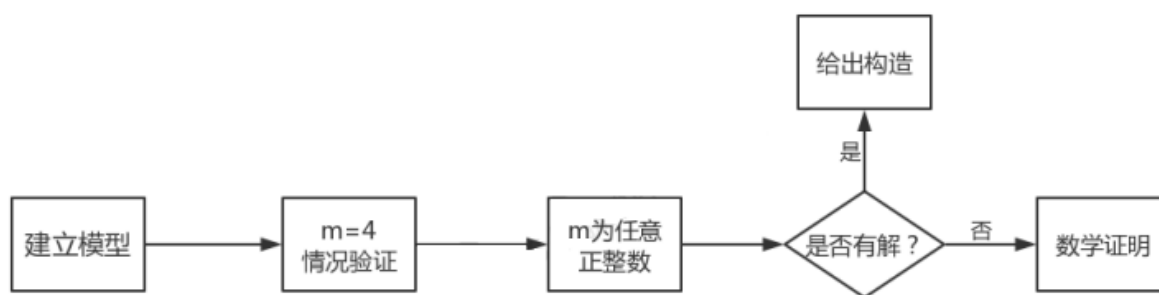 给出构造
是
建立模型
m=4
情况验证
m为任意
正整数
是否有解？
否
数学证明